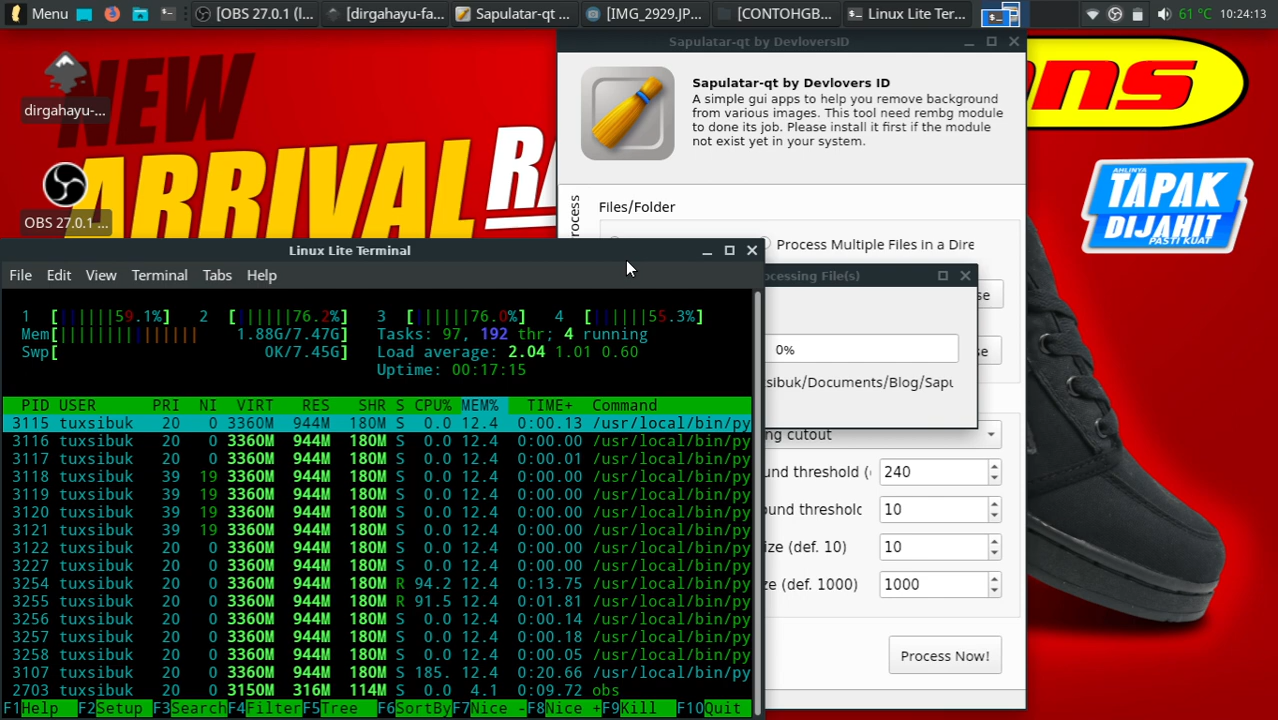 Menu
[OBS 27.0.1 (l...
[dirgahayu-fa...
Sapulatar-qt ...
[IMG_2929.JP...
[CONTOHGB...
Linux Lite Ter...
61 °C
10:24:13
NEW
ARRIVAL
dirgahayu-...
OBS 27.0.1 ...
ons
AHLINYA
TAPAK
DIJAHIT
PASTI KUAT
Sapulatar-qt by DevloversID
Sapulatar-qt by Devlovers ID
A simple gui apps to help you remove background
from various images. This tool need rembg module
to done its job. Please install it first if the module
not exist yet in your system.
rocess
Files/Folder
Process Multiple Files in a Dire
ocessing File(s)
se
0%
se
sibuk/Documents/Blog/Sapu
ng cutout
und threshold ( 240
ound threshold 10
ize (def. 10) 10
ize (def. 1000) 1000
Process Now!
Linux Lite Terminal
File Edit View Terminal Tabs Help
1 [||||||59.1%] 2 [||||||76.2%] 3 [||||||76.0%] 4 [||||||55.3%]
Mem[||||||||||||||||| 1.88G/7.47G] Tasks: 97, 192 thr; 4 running
Swp[ 0K/7.45G] Load average: 2.04 1.01 0.60
Uptime: 00:17:15
PID USER PRI NI VIRT RES SHR S CPU% MEM% TIME+ Command
3115 tuxsibuk 20 0 3360M 944M 180M S 0.0 12.4 0:00.13 /usr/local/bin/py
3116 tuxsibuk 20 0 3360M 944M 180M S 0.0 12.4 0:00.00 /usr/local/bin/py
3117 tuxsibuk 20 0 3360M 944M 180M S 0.0 12.4 0:00.01 /usr/local/bin/py
3118 tuxsibuk 39 19 3360M 944M 180M S 0.0 12.4 0:00.00 /usr/local/bin/py
3119 tuxsibuk 39 19 3360M 944M 180M S 0.0 12.4 0:00.00 /usr/local/bin/py
3120 tuxsibuk 39 19 3360M 944M 180M S 0.0 12.4 0:00.00 /usr/local/bin/py
3121 tuxsibuk 39 19 3360M 944M 180M S 0.0 12.4 0:00.00 /usr/local/bin/py
3122 tuxsibuk 20 0 3360M 944M 180M S 0.0 12.4 0:00.00 /usr/local/bin/py
3227 tuxsibuk 20 0 3360M 944M 180M S 0.0 12.4 0:00.00 /usr/local/bin/py
3254 tuxsibuk 20 0 3360M 944M 180M R 94.2 12.4 0:13.75 /usr/local/bin/py
3255 tuxsibuk 20 0 3360M 944M 180M R 91.5 12.4 0:01.81 /usr/local/bin/py
3256 tuxsibuk 20 0 3360M 944M 180M S 0.0 12.4 0:00.14 /usr/local/bin/py
3257 tuxsibuk 20 0 3360M 944M 180M S 0.0 12.4 0:00.18 /usr/local/bin/py
3258 tuxsibuk 20 0 3360M 944M 180M S 0.0 12.4 0:00.05 /usr/local/bin/py
3107 tuxsibuk 20 0 3360M 944M 180M S 185. 12.4 0:20.66 /usr/local/bin/py
2703 tuxsibuk 20 0 3150M 316M 114M S 0.0 4.1 0:09.72 obs
F1Help F2Setup F3SearchF4FilterF5Tree F6SortByF7Nice -F8Nice +F9Kill F10Quit